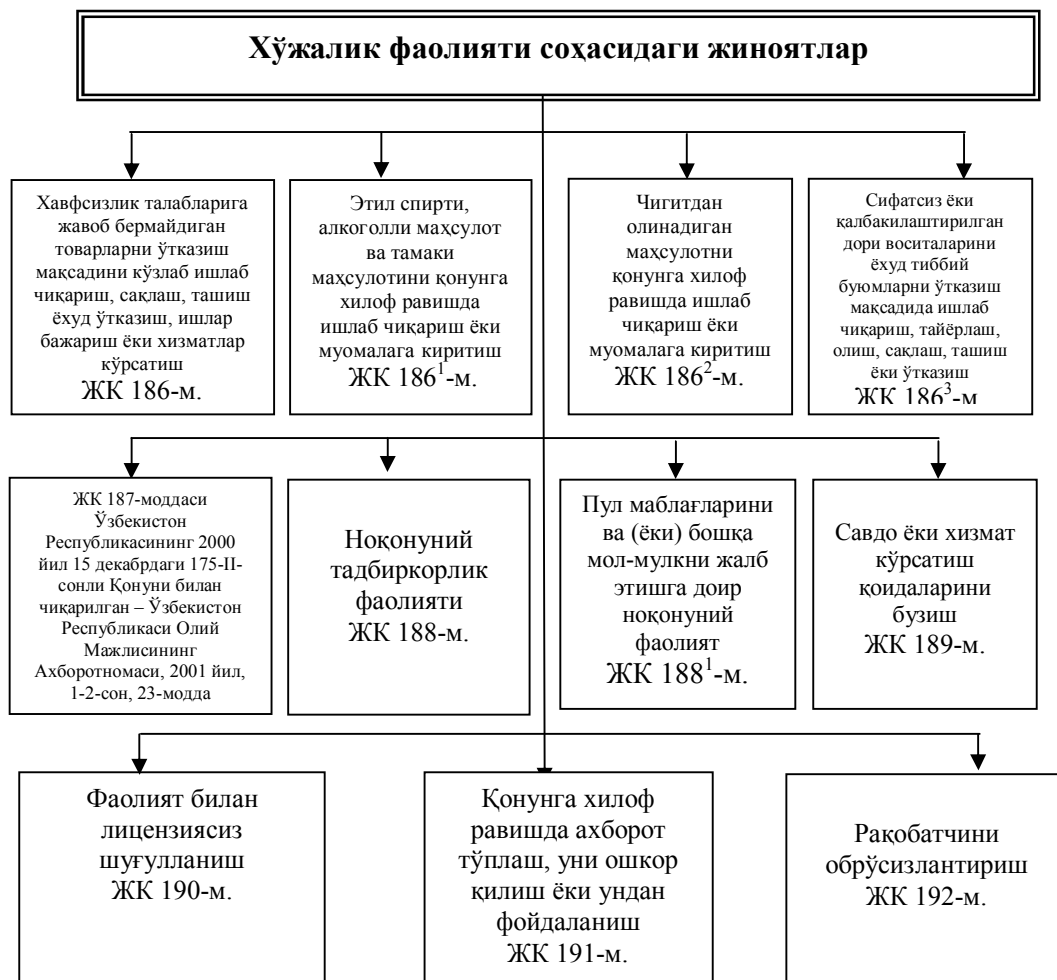 Хўжалик фаолияти соҳасидаги жиноятлар
Хавфсизлик талабларига
жавоб бермайдиган
товарларни ўтказиш
мақсадини кўзлаб ишлаб
чиқариш, сақлаш, ташиш
ёхуд ўтказиш, ишлар
бажариш ёки хизматлар
кўрсатиш
ЖК 186-м.
Этил спирти,
алкоголли маҳсулот
ва тамаки
маҳсулотини қонунга
хилоф равишда
ишлаб чиқариш ёки
муомалага киритиш
ЖК 186¹-м.
Чигитдан
олинадиган
маҳсулотни
қонунга хилоф
равишда ишлаб
чиқариш ёки
муомалага киритиш
ЖК 186²-м.
Сифатсиз ёки
қалбакилаштирилган
дори воситаларини
ёхуд тиббий
буюмларни ўтказиш
мақсадида ишлаб
чиқариш, тайёрлаш,
олиш, сақлаш, ташиш
ёки ўтказиш
ЖК 186³-м
ЖК 187-моддаси
Ўзбекистон
Республикасининг 2000
йил 15 декабрдаги 175-II-
сонли Қонуни билан
чиқарилган – Ўзбекистон
Республикаси Олий
Мажлисининг
Ахборотномаси, 2001 йил,
1-2-сон, 23-модда
Ноқонуний
тадбиркорлик
фаолияти
ЖК 188-м.
Пул маблағларини
ва (ёки) бошқа
мол-мулкни жалб
этишга доир
ноқонуний
фаолият
ЖК 188¹-м.
Савдо ёки хизмат
кўрсатиш
қоидаларини
бузиш
ЖК 189-м.
Фаолият билан
лицензиясиз
шуғулланиш
ЖК 190-м.
Қонунга хилоф
равишда ахборот
тўплаш, уни ошкор
қилиш ёки ундан
фойдаланиш
ЖК 191-м.
Рақобатчини
обрўсизлантириш
ЖК 192-м.